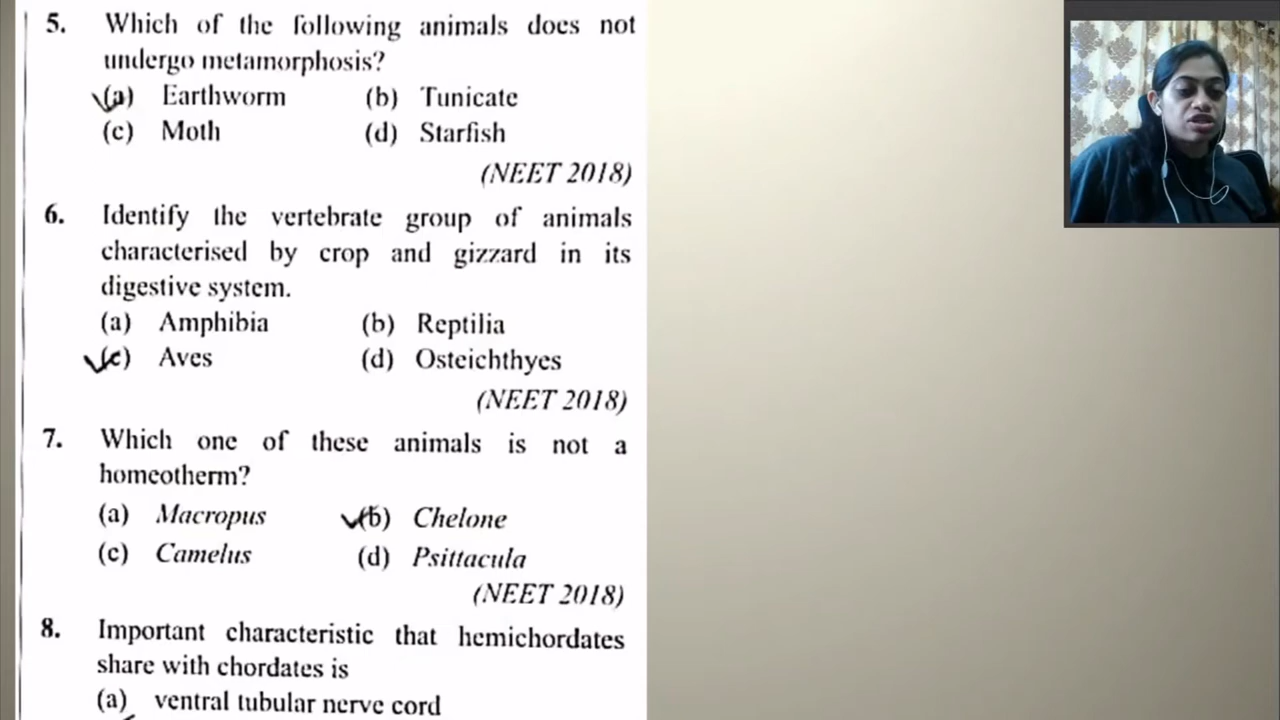 5. Which of the following animals does not
undergo metamorphosis?
(a) Earthworm (b) Tunicate
(c) Moth (d) Starfish
(NEET 2018)
6. Identify the vertebrate group of animals
characterised by crop and gizzard in its
digestive system.
(a) Amphibia (b) Reptilia
(c) Aves (d) Osteichthyes
(NEET 2018)
7. Which one of these animals is not a
homeotherm?
(a) Macropus (b) Chelone
(c) Camelus (d) Psittacula
(NEET 2018)
8. Important characteristic that hemichordates
share with chordates is
(a) ventral tubular nerve cord